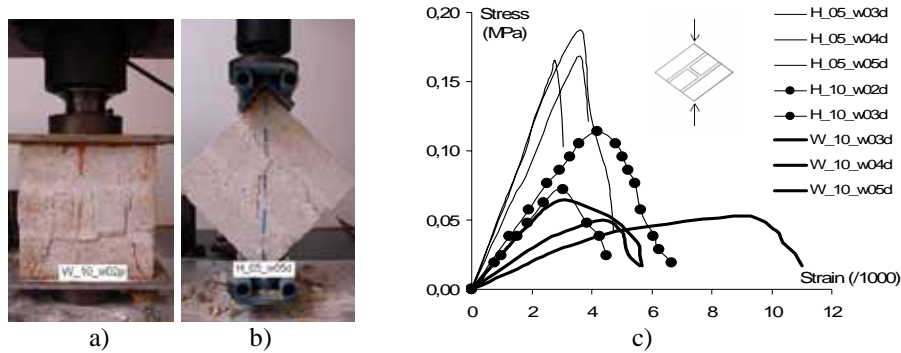 W_10_w02p
a)
H_05_w05d
b)
Stress
(MPa)
0,20
0,15
0,10
0,05
0,00
0
2
4
6
8
10
12
Strain (/1000)
H_05_w03d
H_05_w04d
H_05_w05d
H_10_w02d
H_10_w03d
W_10_w03d
W_10_w04d
W_10_w05d
c)